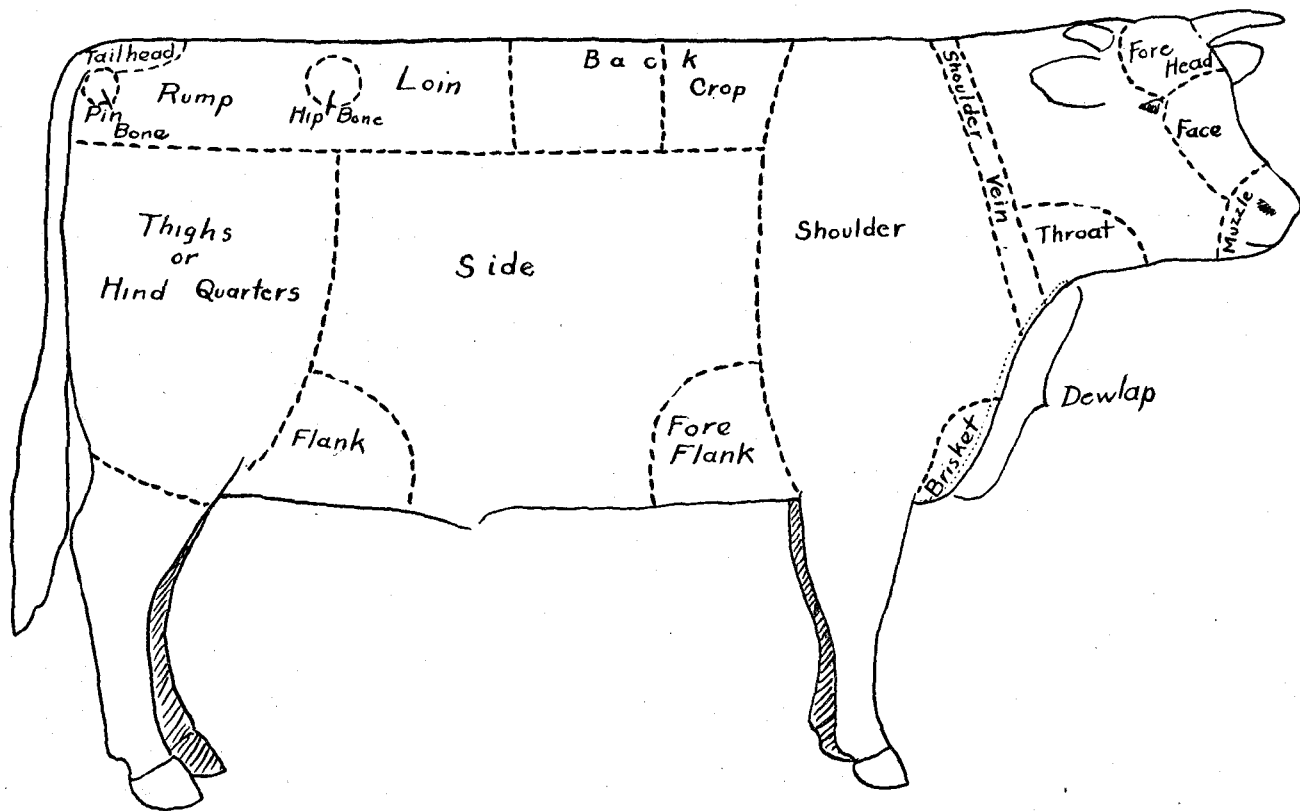 Tailhead
Pin
Bone
Rump
Hip Bone
Loin
Back
Crop
Shoulder Vein
Fore
Head
Face
Muzzle
Throat
Thighs
or
Hind Quarters
Side
Shoulder
Flank
Fore
Flank
Brisket
Dewlap